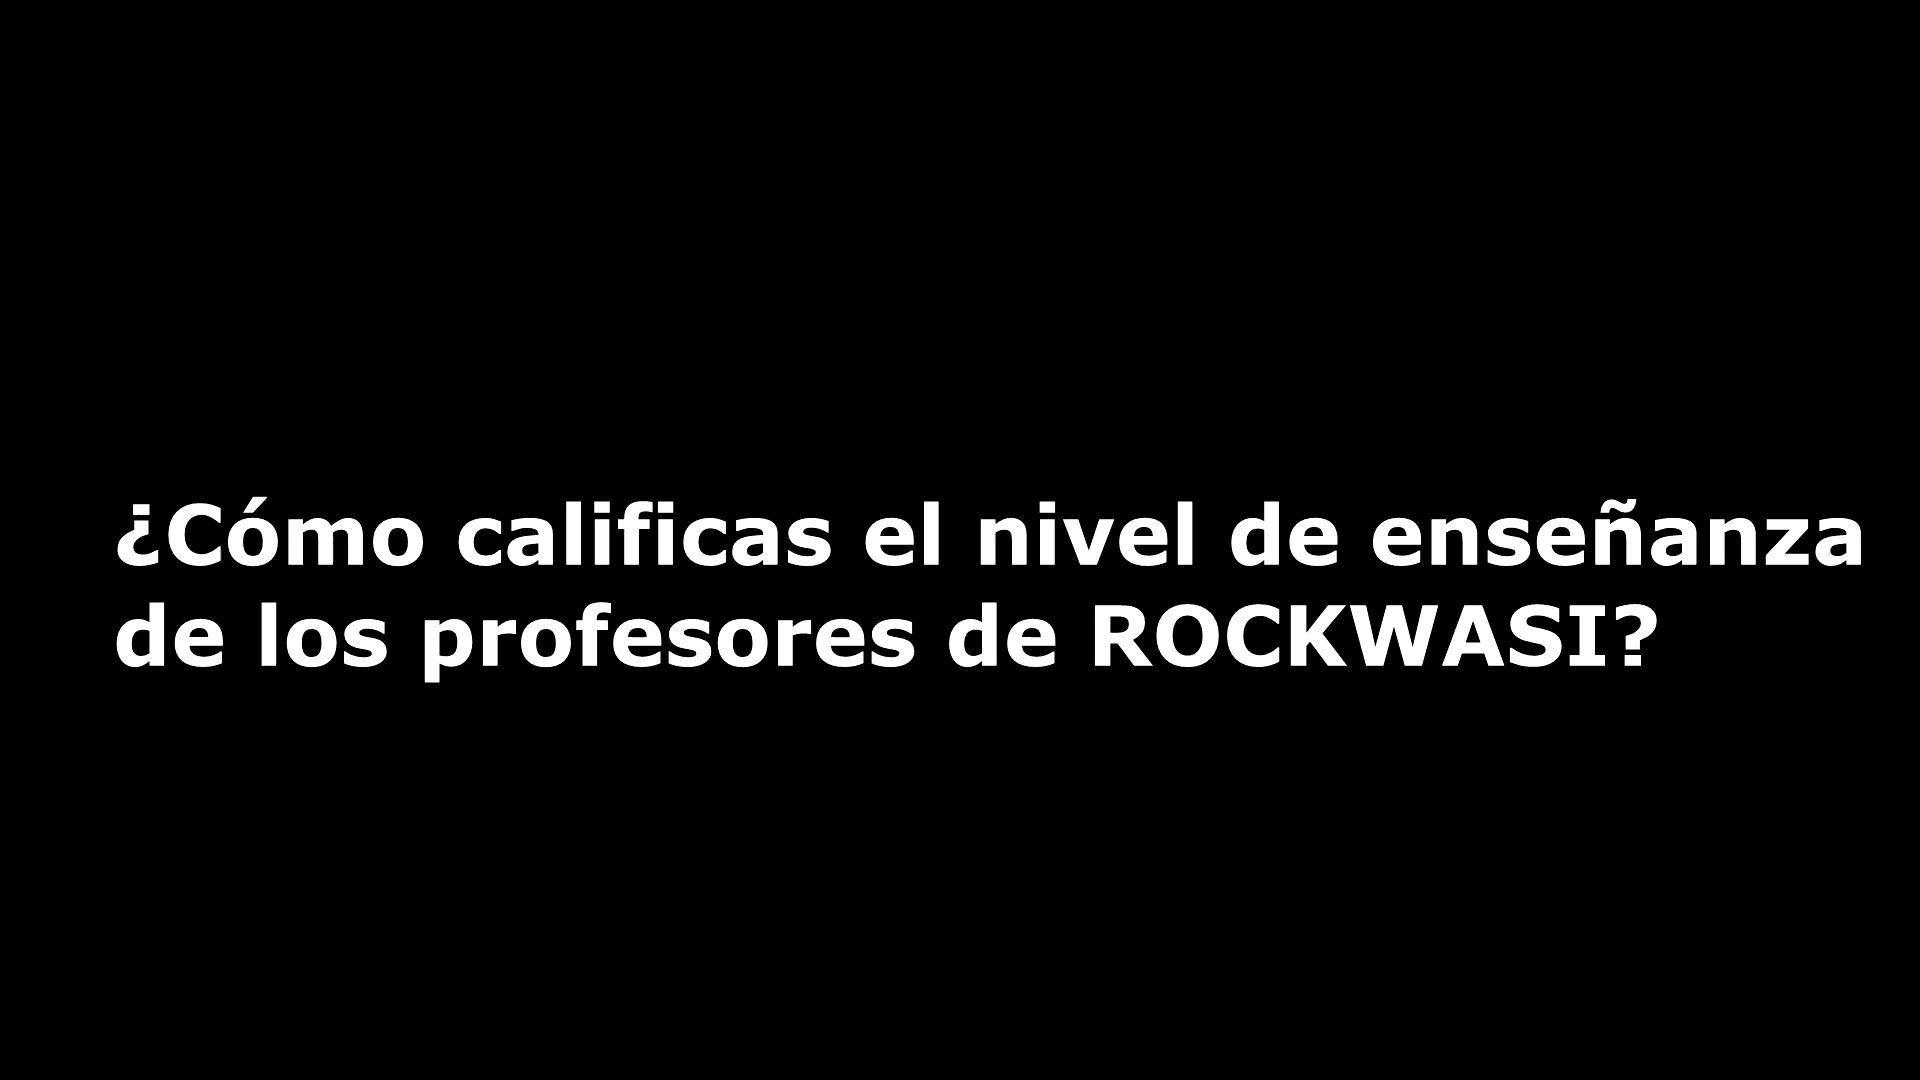 ¿Cómo calificas el nivel de enseñanza
de los profesores de ROCKWASI?